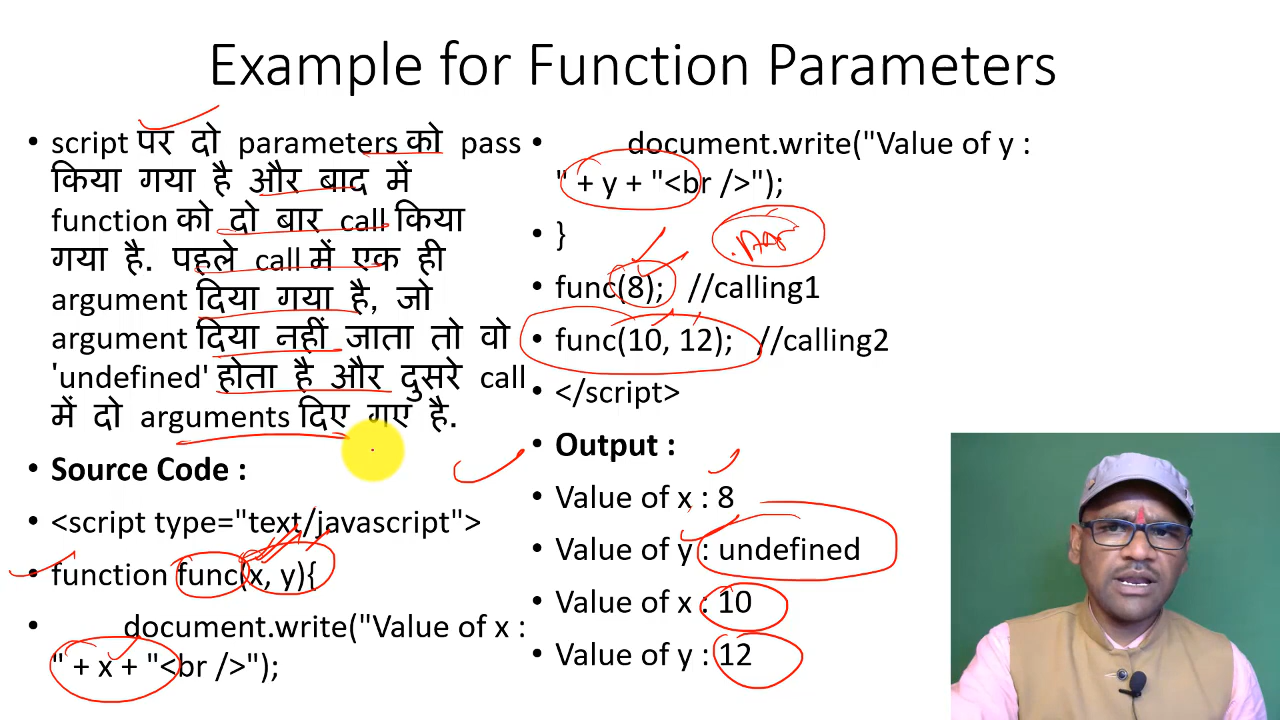 Example for Function Parameters
• script पर दो parameters को pass
किया गया है और बाद में
function को दो बार call किया
गया है. पहले call में एक ही
argument दिया गया है, जो
argument दिया नहीं जाता तो वो
'undefined' होता है और दुसरे call
में दो arguments दिए गए है.
• Source Code :
• <script type="text/javascript">
• function func(x, y){
• document.write("Value of x :
" + x + "<br />");
• document.write("Value of y :
" + y + "<br />");
• }
• func(8); //calling1
• func(10, 12); //calling2
• </script>
• Output :
• Value of x : 8
• Value of y : undefined
• Value of x : 10
• Value of y : 12